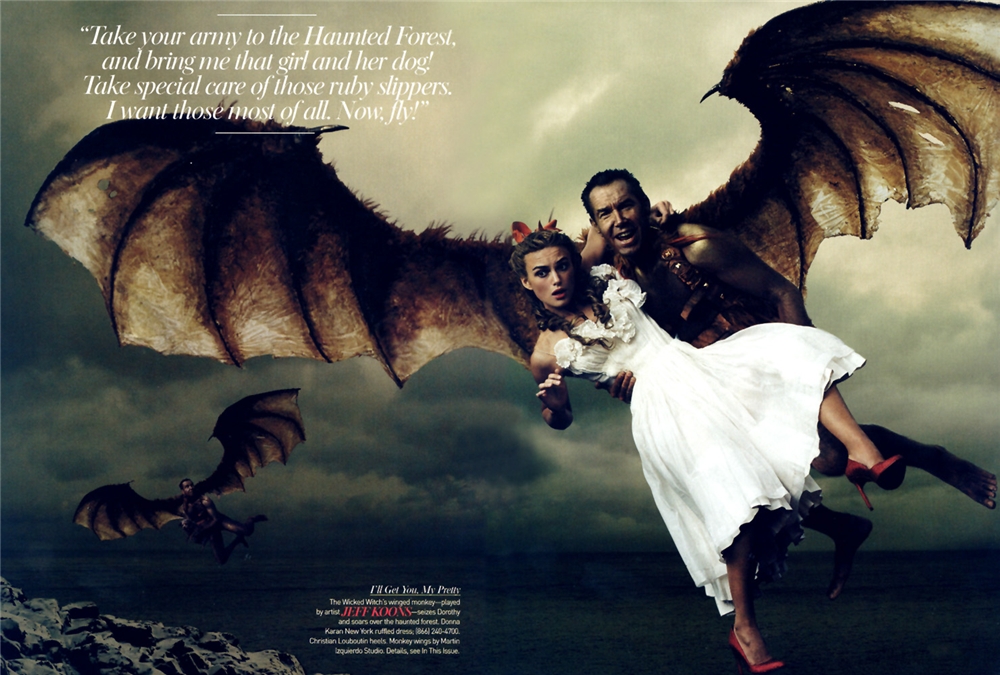 “Take your army to the Haunted Forest,
and bring me that girl and her dog!
Take special care of those ruby slippers.
I want those most of all. Now, fly!”
I'll Get You, My Pretty
The Wicked Witch's winged monkey—played
by artist JEFF KOONS—seizes Dorothy
and soars over the haunted forest. Donna
Karan New York ruffled dress; (866) 240-4700.
Christian Louboutin heels. Monkey wings by Martin
Izquierdo Studio. Details, see In This Issue.